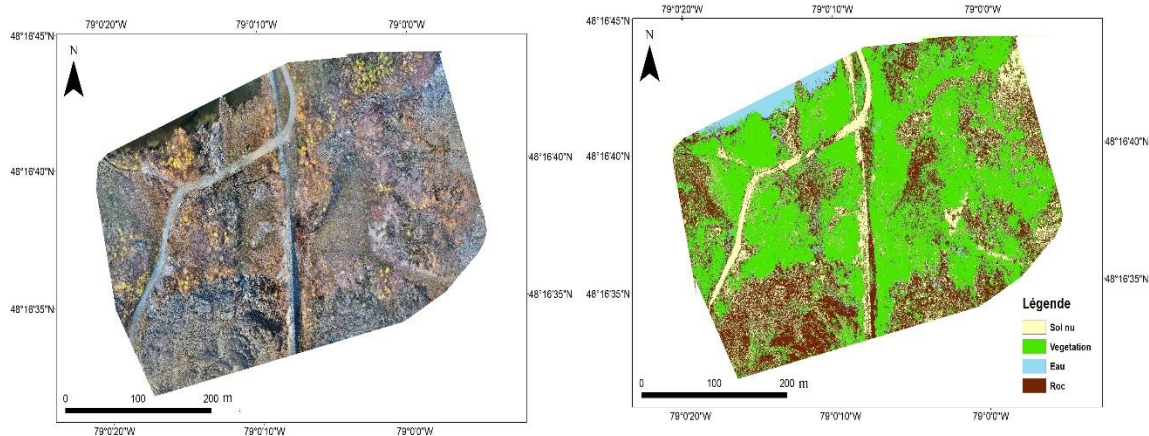 79°0'20"W 79°0'10"W 79°0'0"W
48°16'45"N
N
48°16'40"N 48°16'40"N
48°16'35"N 48°16'35"N
0 100 200 m
79°0'20"W 79°0'10"W 79°0'0"W
79°0'20"W 79°0'10"W 79°0'0"W
48°16'45"N
N
48°16'40"N 48°16'40"N
48°16'35"N 48°16'35"N
Légende
Sol nu
Vegetation
Eau
Roc
0 100 200 m
79°0'20"W 79°0'10"W 79°0'0"W